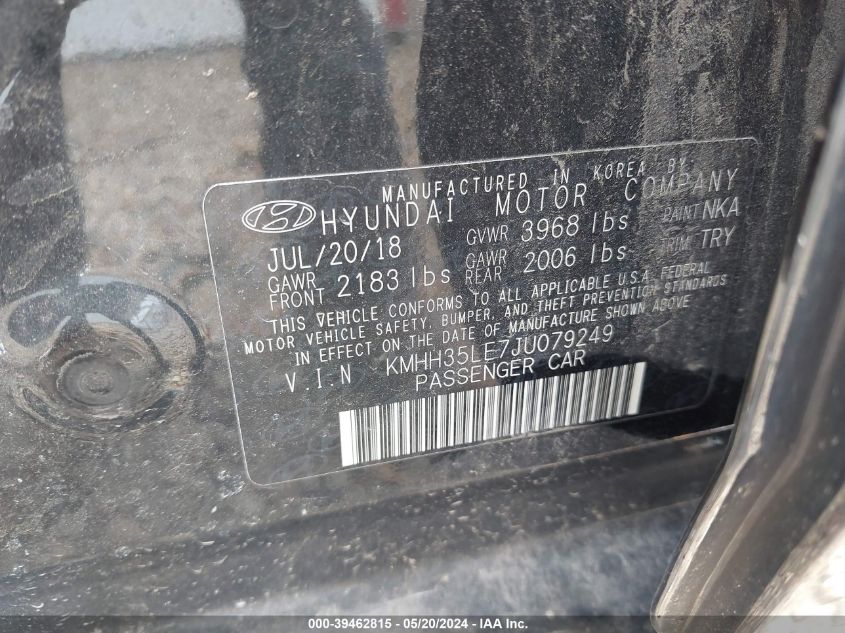 MANUFACTURED IN KOREA BY
HYUNDAI MOTOR COMPANY
JUL/20/18 GVWR 3968 lbs PAINT NKA
GAWR FRONT 2183 lbs GAWR REAR 2006 lbs TRIM TRY
THIS VEHICLE CONFORMS TO ALL APPLICABLE U.S.A. FEDERAL
MOTOR VEHICLE SAFETY, BUMPER, AND THEFT PREVENTION STANDARDS
IN EFFECT ON THE DATE OF MANUFACTURE SHOWN ABOVE
V.I.N KMHH35LE7JU079249
PASSENGER CAR
000-39462815 - 05/20/2024 - © IAA, Inc.